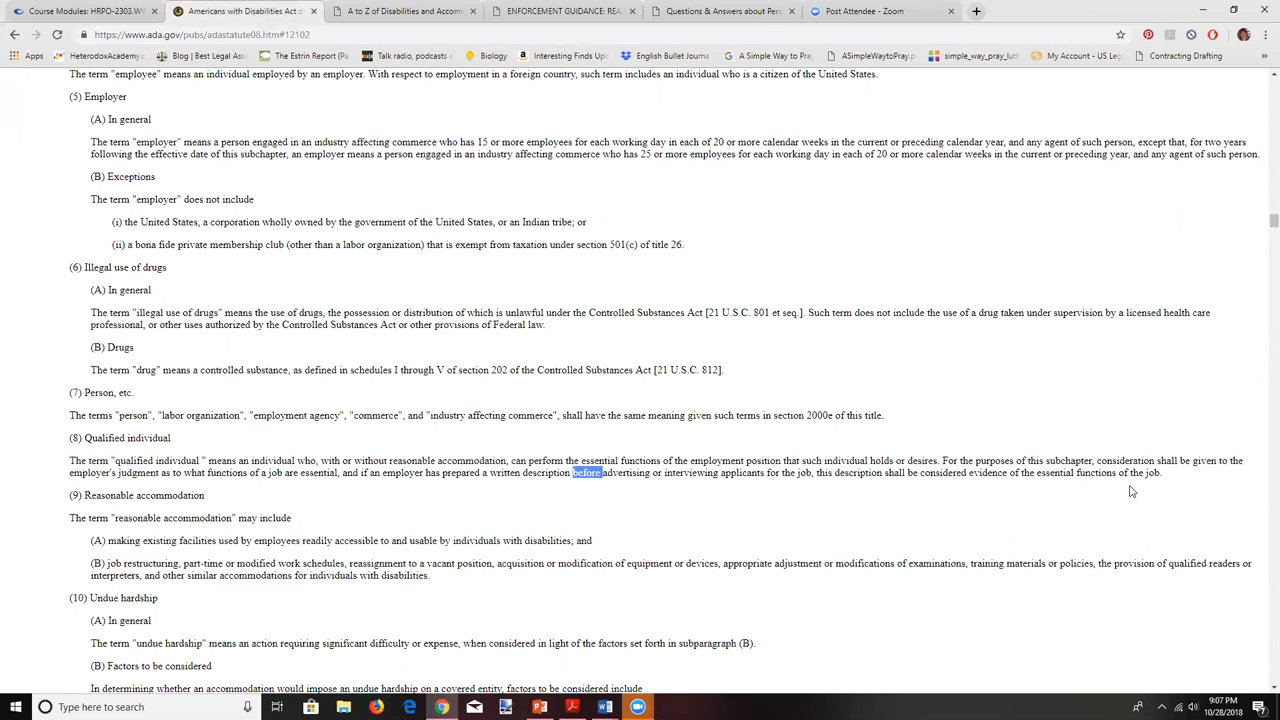 Course Modules: HRPO-2303.WV
Americans with Disabilities Act o
A to Z of Disabilities and Accom
ENFORCEMENT GUIDANCE: REA
Questions & Answers about Pers
Post Attendee - Zoom
https://www.ada.gov/pubs/adastatute08.htm#12102
Apps
HeterodoxAcademy.
Blog | Best Legal Asse
The Estrin Report (Pa
Talk radio, podcasts a
Biology
Interesting Finds Upd
English Bullet Journa
A Simple Way to Pray
ASimpleWaytoPray.p
simple_way_pray_luth
My Account - US Leg
Contracting Drafting
The term "employee" means an individual employed by an employer. With respect to employment in a foreign country, such term includes an individual who is a citizen of the United States.
(5) Employer
(A) In general
The term "employer" means a person engaged in an industry affecting commerce who has 15 or more employees for each working day in each of 20 or more calendar weeks in the current or preceding calendar year, and any agent of such person, except that, for two years
following the effective date of this subchapter, an employer means a person engaged in an industry affecting commerce who has 25 or more employees for each working day in each of 20 or more calendar weeks in the current or preceding year, and any agent of such person.
(B) Exceptions
The term "employer" does not include
(i) the United States, a corporation wholly owned by the government of the United States, or an Indian tribe; or
(ii) a bona fide private membership club (other than a labor organization) that is exempt from taxation under section 501(c) of title 26.
(6) Illegal use of drugs
(A) In general
The term "illegal use of drugs" means the use of drugs, the possession or distribution of which is unlawful under the Controlled Substances Act [21 U.S.C. 801 et seq.]. Such term does not include the use of a drug taken under supervision by a licensed health care
professional, or other uses authorized by the Controlled Substances Act or other provisions of Federal law.
(B) Drugs
The term "drug" means a controlled substance, as defined in schedules I through V of section 202 of the Controlled Substances Act [21 U.S.C. 812].
(7) Person, etc.
The terms "person", "labor organization", "employment agency", "commerce", and "industry affecting commerce", shall have the same meaning given such terms in section 2000e of this title.
(8) Qualified individual
The term "qualified individual " means an individual who, with or without reasonable accommodation, can perform the essential functions of the employment position that such individual holds or desires. For the purposes of this subchapter, consideration shall be given to the
employer's judgment as to what functions of a job are essential, and if an employer has prepared a written description before advertising or interviewing applicants for the job, this description shall be considered evidence of the essential functions of the job.
(9) Reasonable accommodation
The term "reasonable accommodation" may include
(A) making existing facilities used by employees readily accessible to and usable by individuals with disabilities; and
(B) job restructuring, part-time or modified work schedules, reassignment to a vacant position, acquisition or modification of equipment or devices, appropriate adjustment or modifications of examinations, training materials or policies, the provision of qualified readers or
interpreters, and other similar accommodations for individuals with disabilities.
(10) Undue hardship
(A) In general
The term "undue hardship" means an action requiring significant difficulty or expense, when considered in light of the factors set forth in subparagraph (B).
(B) Factors to be considered
In determining whether an accommodation would impose an undue hardship on a covered entity, factors to be considered include
Type here to search
9:07 PM
10/28/2018